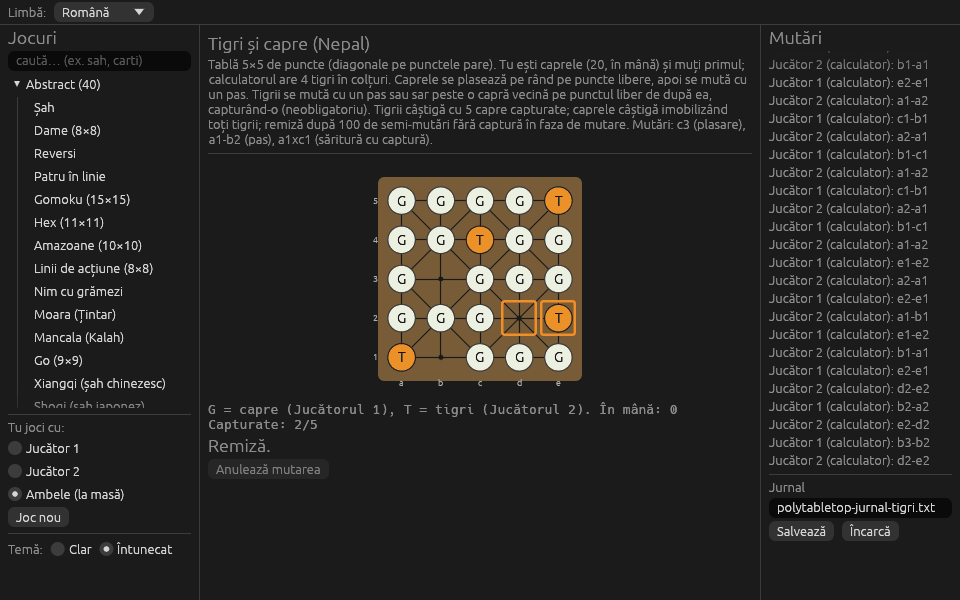 Limbă: Română
Jocuri
caută... (ex. sah, carti)
Abstract (40)
Șah
Dame (8×8)
Reversi
Patru în linie
Gomoku (15×15)
Hex (11×11)
Amazoane (10×10)
Linii de acțiune (8×8)
Nim cu grămezi
Moara (Țintar)
Mancala (Kalah)
Go (9×9)
Xiangqi (șah chinezesc)
Shogi (șah japonez)
Tu joci cu:
Jucător 1
Jucător 2
Ambele (la masă)
Joc nou
Temă: Clar Întunecat
Tigri și capre (Nepal)
Tablă 5×5 de puncte (diagonale pe punctele pare). Tu ești caprele (20, în mână) și muți primul;
calculatorul are 4 tigri în colțuri. Caprele se plasează pe rând pe puncte libere, apoi se mută cu
un pas. Tigrii se mută cu un pas sau sar peste o capră vecină pe punctul liber de după ea,
capturând-o (neobligatoriu). Tigrii câștigă cu 5 capre capturate; caprele câștigă imobilizând
toți tigrii; remiză după 100 de semi-mutări fără captură în faza de mutare. Mutări: c3 (plasare),
a1-b2 (pas), a1xc1 (săritură cu captură).
5 G G G G T
4 G G T G G
3 G G G G
2 G G G T
1 T G G G
a b c d e
G = capre (Jucătorul 1), T = tigri (Jucătorul 2). În mână: 0
Capturate: 2/5
Remiză.
Anulează mutarea
Mutări
Jucător 2 (calculator): b1-a1
Jucător 1 (calculator): e2-e1
Jucător 2 (calculator): a1-a2
Jucător 1 (calculator): c1-b1
Jucător 2 (calculator): a2-a1
Jucător 1 (calculator): b1-c1
Jucător 2 (calculator): a1-a2
Jucător 1 (calculator): c1-b1
Jucător 2 (calculator): a2-a1
Jucător 1 (calculator): b1-c1
Jucător 2 (calculator): a1-a2
Jucător 1 (calculator): e1-e2
Jucător 2 (calculator): a2-a1
Jucător 1 (calculator): e2-e1
Jucător 2 (calculator): a1-b1
Jucător 1 (calculator): e1-e2
Jucător 2 (calculator): b1-a1
Jucător 1 (calculator): e2-e1
Jucător 2 (calculator): d2-e2
Jucător 1 (calculator): b2-a2
Jucător 2 (calculator): e2-d2
Jucător 1 (calculator): b3-b2
Jucător 2 (calculator): d2-e2
Jurnal
polytabletop-jurnal-tigri.txt
Salvează Încarcă